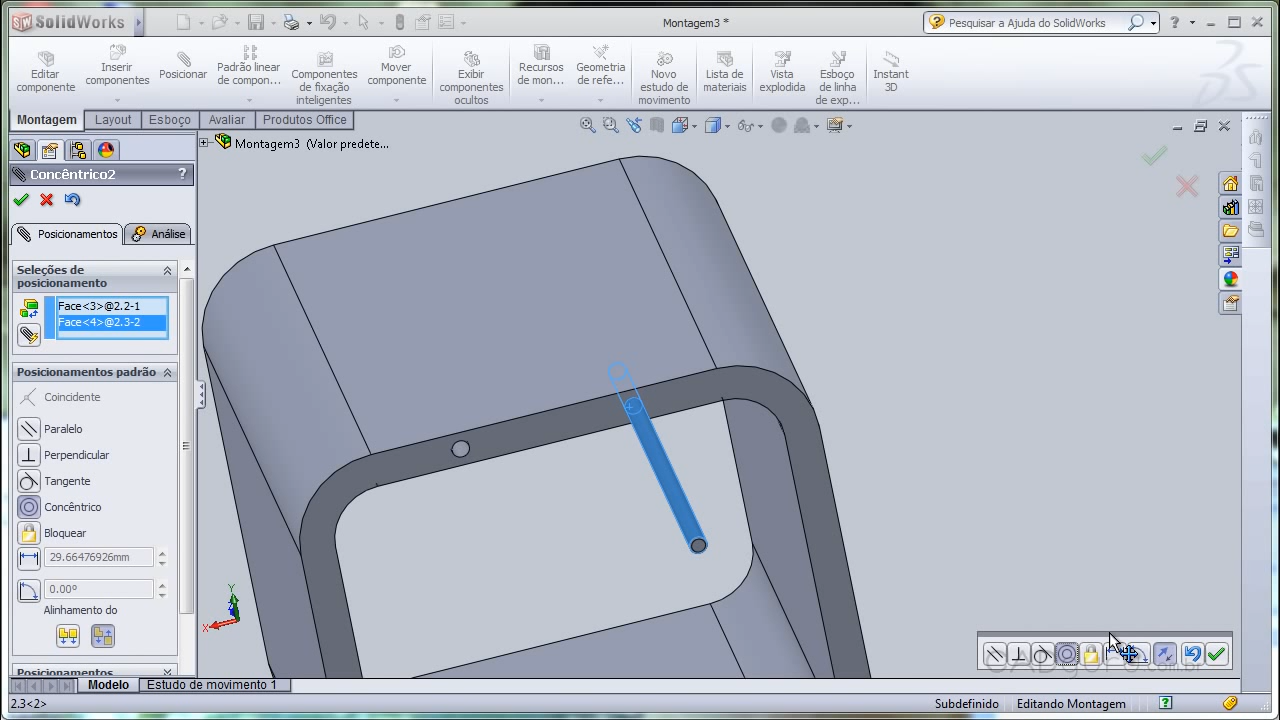 SolidWorks
Montagem3 *
Pesquisar a Ajuda do SolidWorks
?
Editar
componente
Inserir
componentes
Posicionar
Padrão linear
de compon...
Componentes
de fixação
inteligentes
Mover
componente
Exibir
componentes
ocultos
Recursos
de mon...
Geometria
de refe...
Novo
estudo de
movimento
Lista de
materiais
Vista
explodida
Esboço
de linha
de exp...
Instant
3D
Montagem
Layout
Esboço
Avaliar
Produtos Office
Montagem3 (Valor predete...
Concêntrico2
?
Posicionamentos
Análise
Seleções de
posicionamento
Face<3>@2.2-1
Face<4>@2.3-2
Posicionamentos padrão
Coincidente
Paralelo
Perpendicular
Tangente
Concêntrico
Bloquear
29.66476926mm
0.00º
Alinhamento do
Posicionamentos
Y
X
Modelo
Estudo de movimento 1
2.3<2>
Subdefinido
Editando Montagem
?